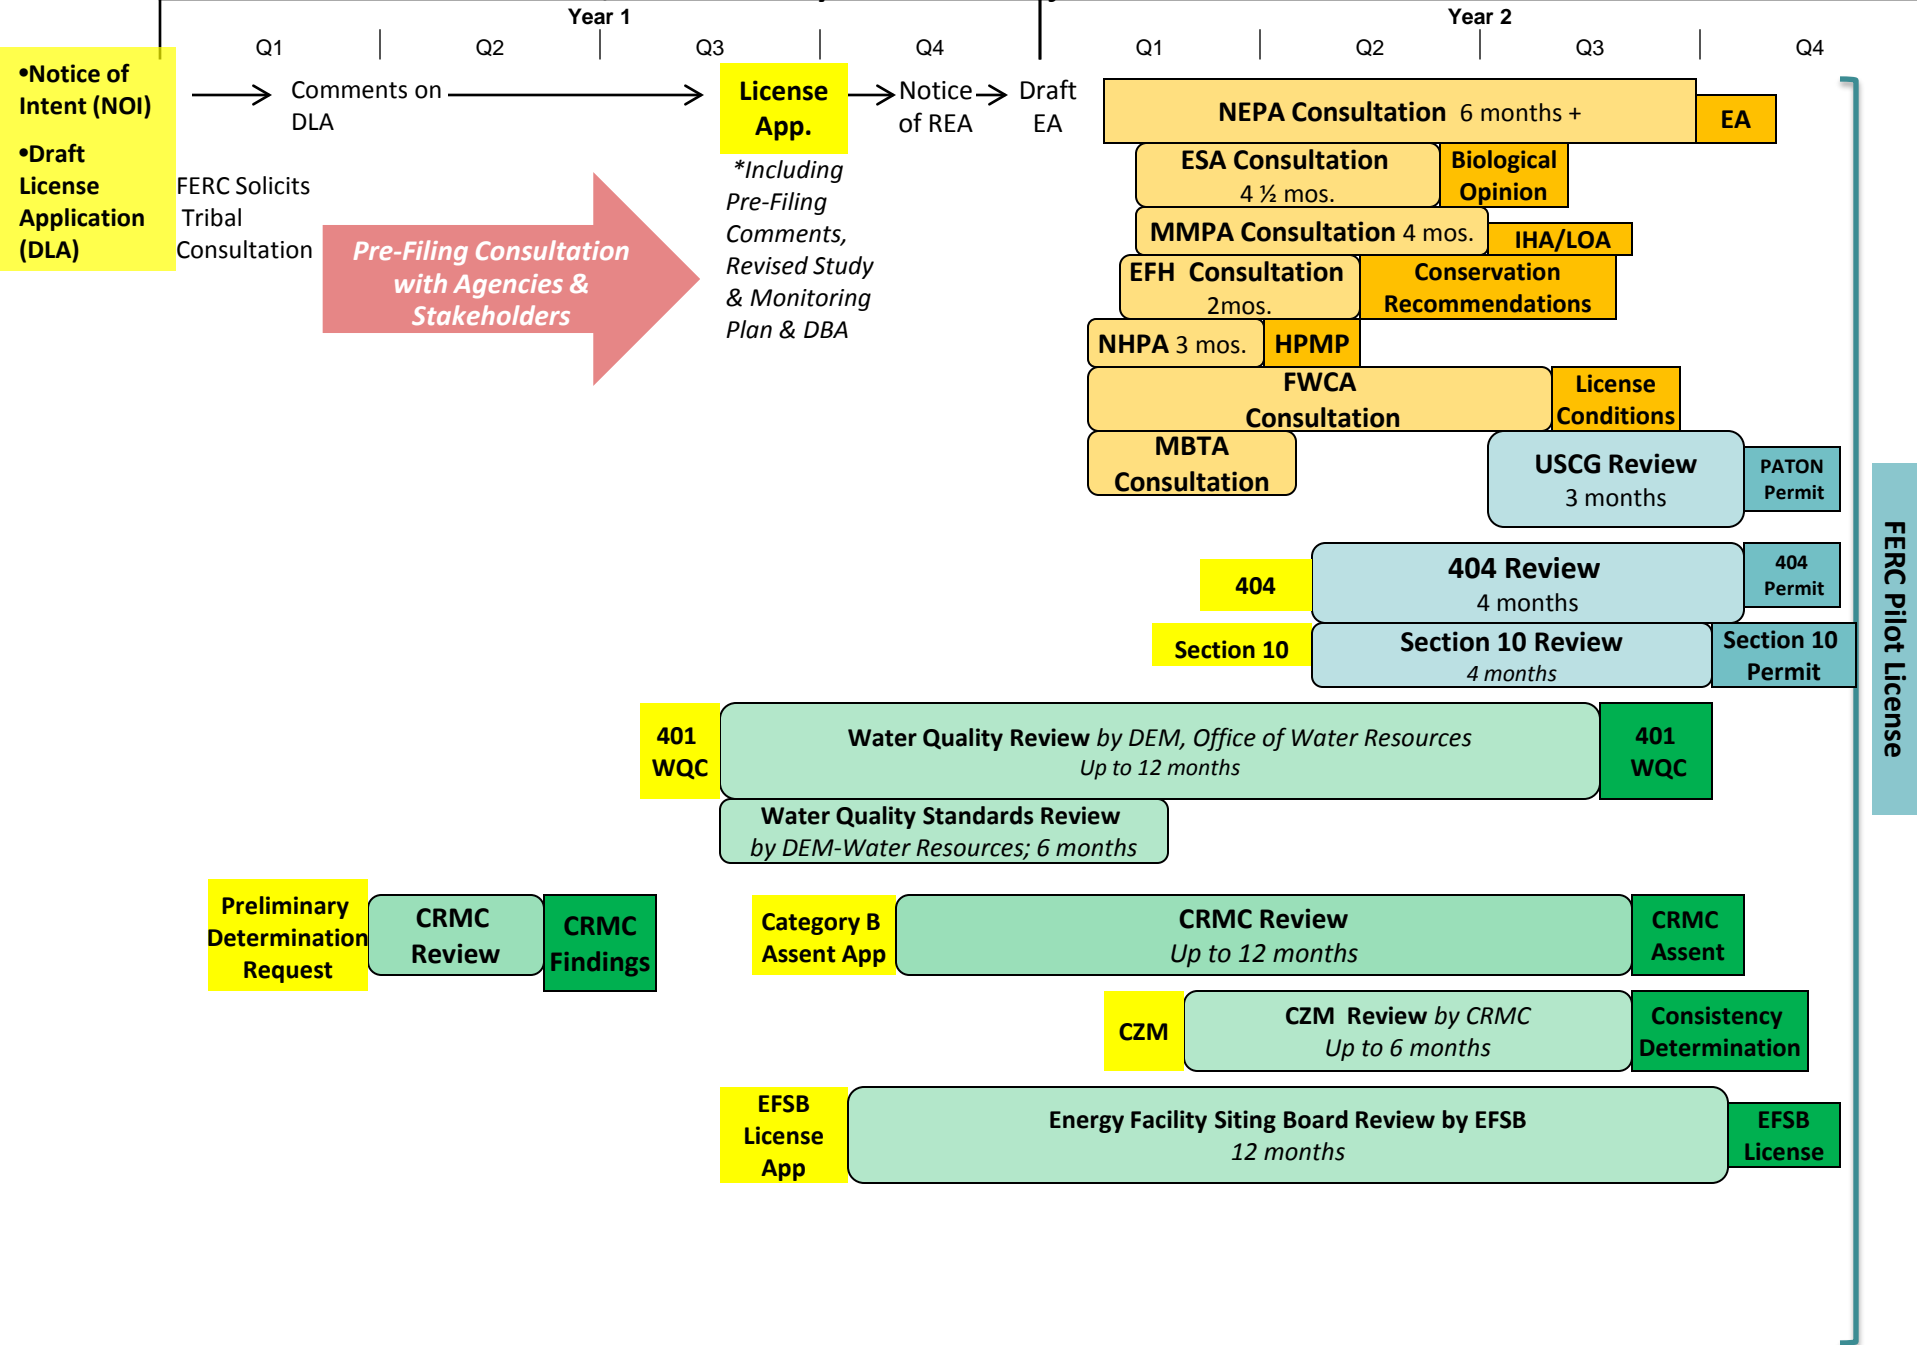 Year 1
Year 2
Q1
Q2
Q3
Q4
Q1
Q2
Q3
Q4
•Notice of
Intent (NOI)
•Draft
License
Application
(DLA)
Comments on
DLA
License
App.
Notice
of REA
Draft
EA
FERC Solicits
Tribal
Consultation
Pre-Filing Consultation
with Agencies &
Stakeholders
*Including
Pre-Filing
Comments,
Revised Study
& Monitoring
Plan & DBA
NEPA Consultation 6 months +
EA
ESA Consultation
4 ½ mos.
Biological
Opinion
MMPA Consultation 4 mos.
IHA/LOA
EFH Consultation
2mos.
Conservation
Recommendations
NHPA 3 mos.
HPMP
FWCA
Consultation
License
Conditions
MBTA
Consultation
USCG Review
3 months
PATON
Permit
404
404 Review
4 months
404
Permit
Section 10
Section 10 Review
4 months
Section 10
Permit
FERC Pilot License
401
WQC
Water Quality Review by DEM, Office of Water Resources
Up to 12 months
401
WQC
Water Quality Standards Review
by DEM-Water Resources; 6 months
Preliminary
Determination
Request
CRMC
Review
CRMC
Findings
Category B
Assent App
CRMC Review
Up to 12 months
CRMC
Assent
CZM
CZM Review by CRMC
Up to 6 months
Consistency
Determination
EFSB
License
App
Energy Facility Siting Board Review by EFSB
12 months
EFSB
License